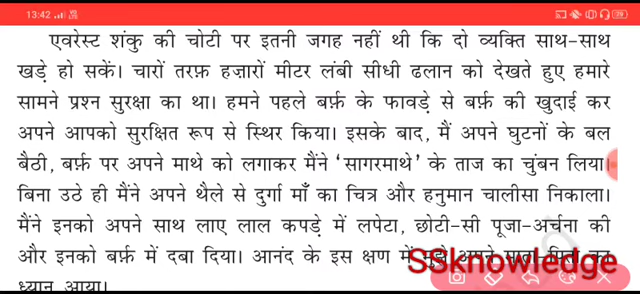 13:42
एवरेस्ट शंकु की चोटी पर इतनी जगह नहीं थी कि दो व्यक्ति साथ-साथ
खड़े हो सकें। चारों तरफ़ हज़ारों मीटर लंबी सीधी ढलान को देखते हुए हमारे
सामने प्रश्न सुरक्षा का था। हमने पहले बर्फ़ के फावड़े से बर्फ़ की खुदाई कर
अपने आपको सुरक्षित रूप से स्थिर किया। इसके बाद, मैं अपने घुटनों के बल
बैठी, बर्फ़ पर अपने माथे को लगाकर मैंने ‘सागरमाथे’ के ताज का चुंबन लिया।
बिना उठे ही मैंने अपने थैले से दुर्गा माँ का चित्र और हनुमान चालीसा निकाला।
मैंने इनको अपने साथ लाए लाल कपड़े में लपेटा, छोटी-सी पूजा-अर्चना की
और इनको बर्फ़ में दबा दिया। आनंद के इस क्षण में मुझे अपने
SSknowledge
ध्यान आया।